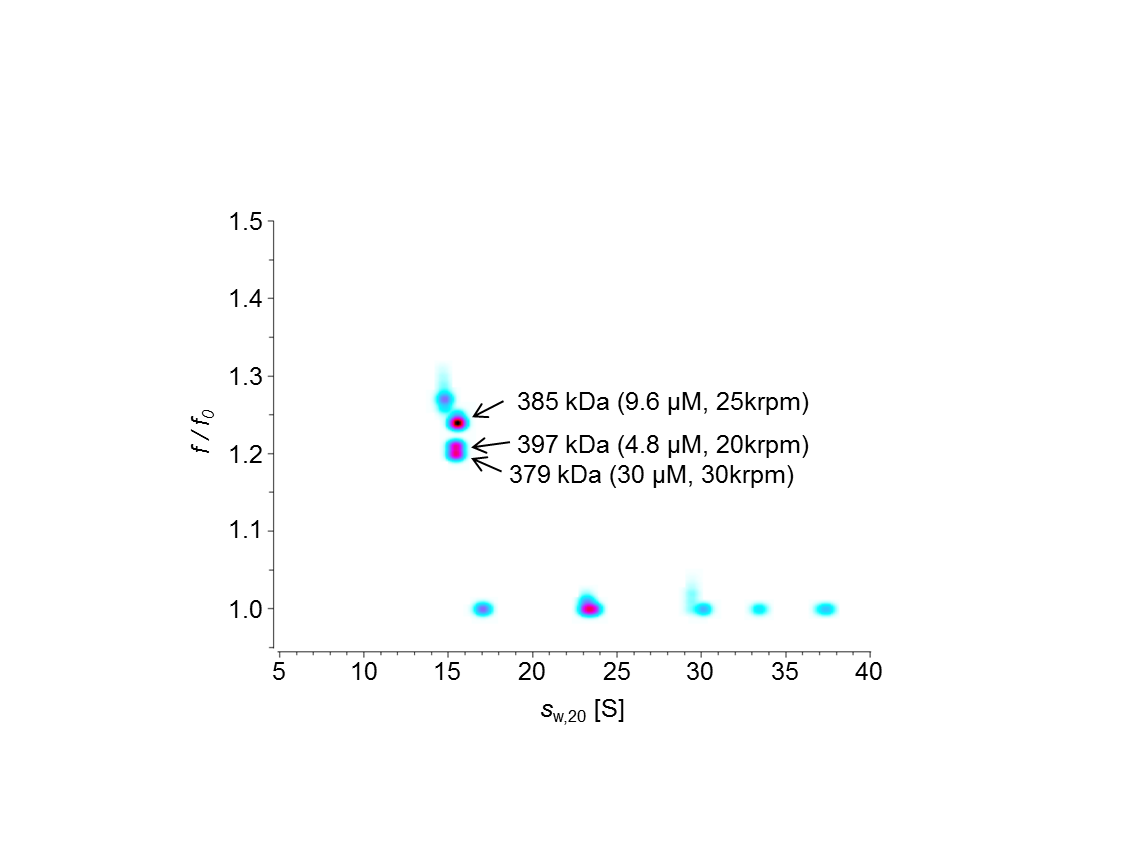 1.5
1.4
1.3
385 kDa (9.6 µM, 25krpm)
f / f0
397 kDa (4.8 µM, 20krpm)
1.2
379 kDa (30 µM, 30krpm)
1.1
1.0
5 10 15 20 25 30 35 40
sw,20 [S]